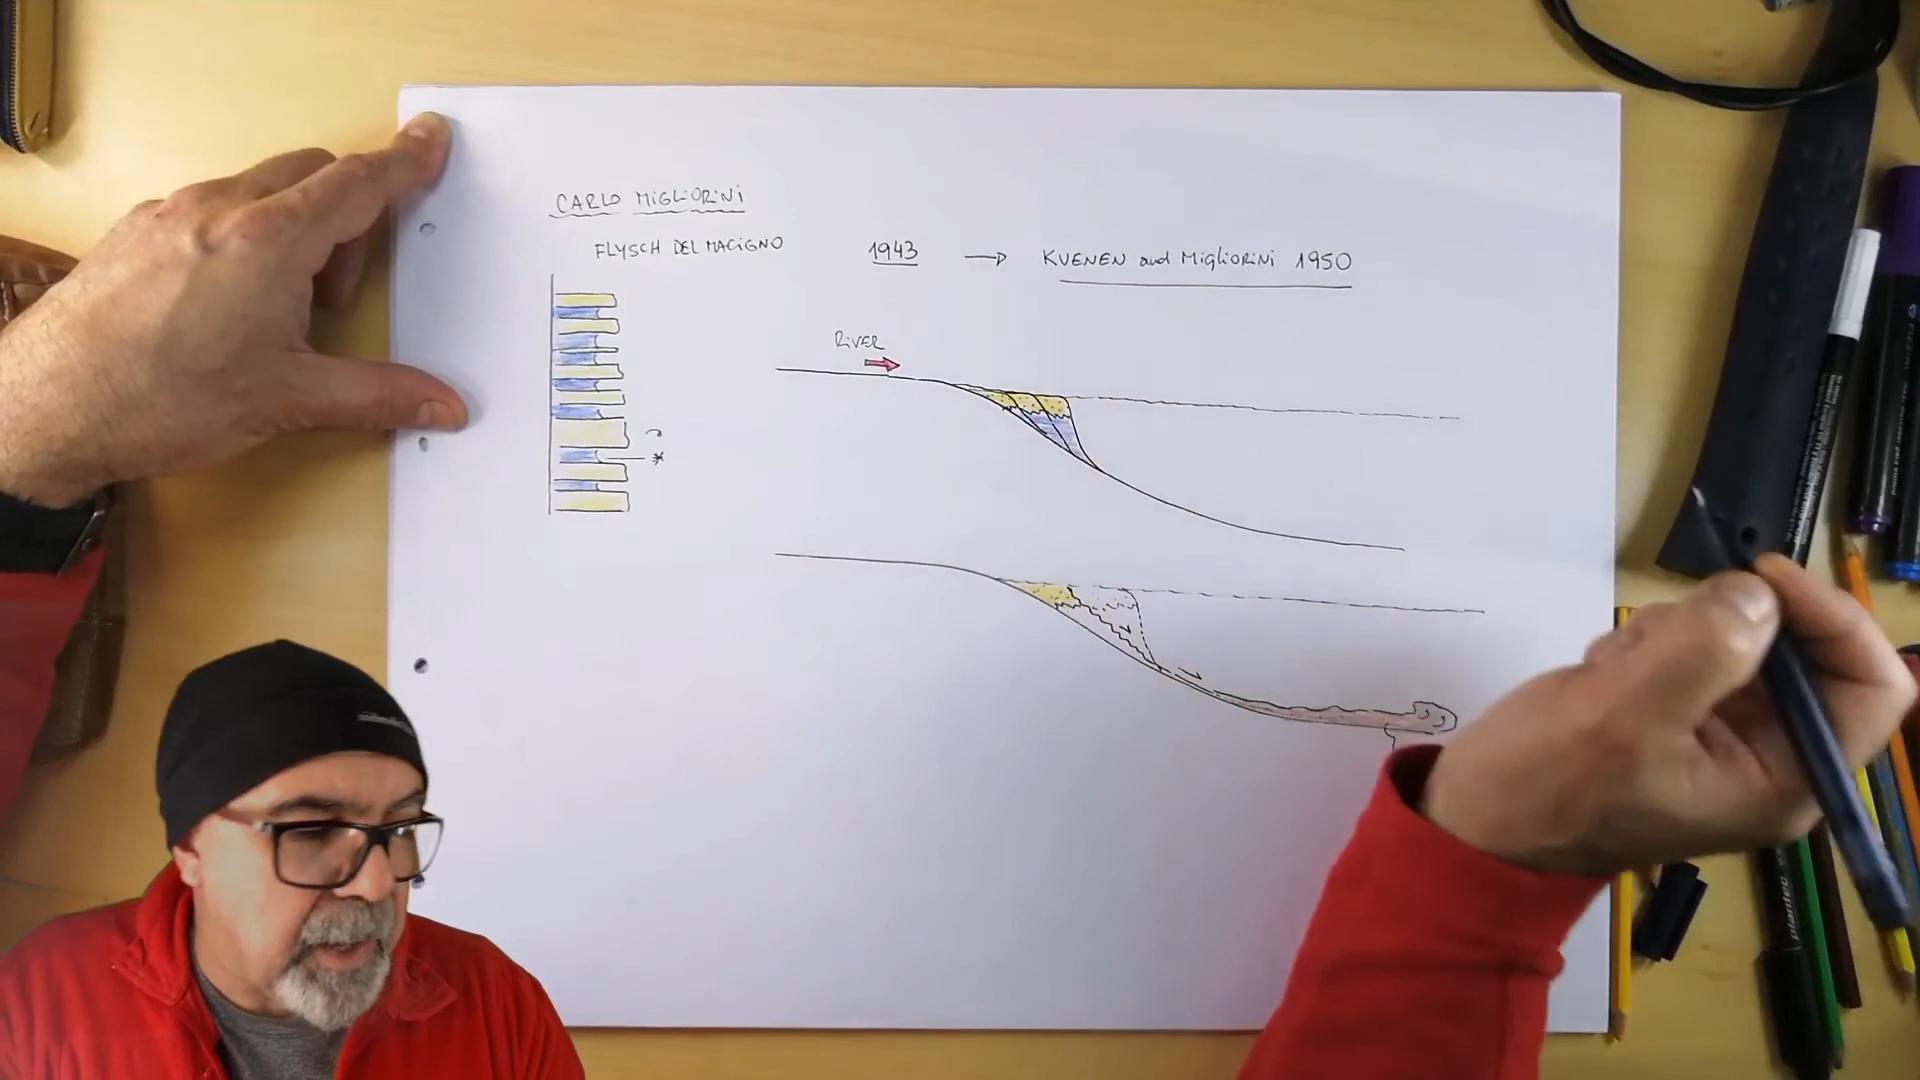 CARLO MIGLIORINI
FLYSCH DEL MACIGNO
1943 → KUENEN and MIGLIORINI 1950
RIVER